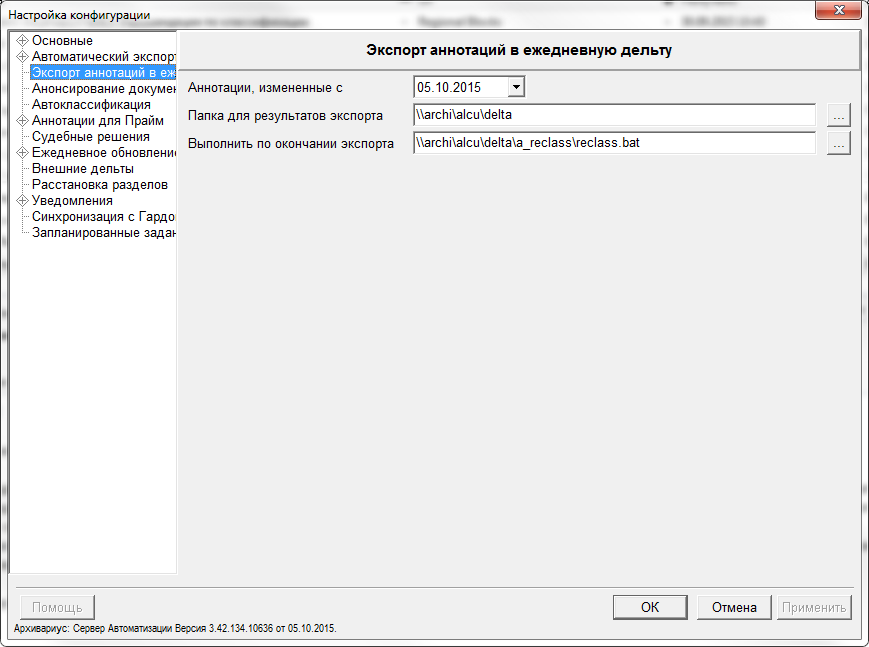 Настройка конфигурации
Основные
Автоматический экспорт
Экспорт аннотаций в еж
Анонсирование докумен
Автоклассификация
Аннотации для Прайм
Судебные решения
Ежедневное обновлени
Внешние дельты
Расстановка разделов
Уведомления
Синхронизация с Гардо
Запланированные задан
Экспорт аннотаций в ежедневную дельту
Аннотации, измененные с 05.10.2015
Папка для результатов экспорта \\archi\alcu\delta ...
Выполнить по окончании экспорта \\archi\alcu\delta\a_reclass\reclass.bat ...
Помощь OK Отмена Применить
Архивариус: Сервер Автоматизации Версия 3.42.134.10636 от 05.10.2015.